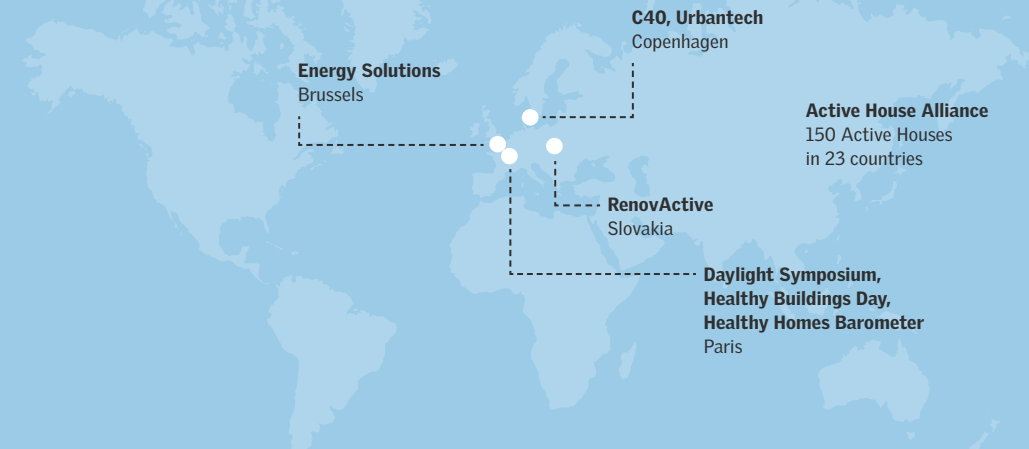 C40, Urbantech
Copenhagen
Energy Solutions
Brussels
Active House Alliance
150 Active Houses
in 23 countries
RenovActive
Slovakia
Daylight Symposium,
Healthy Buildings Day,
Healthy Homes Barometer
Paris